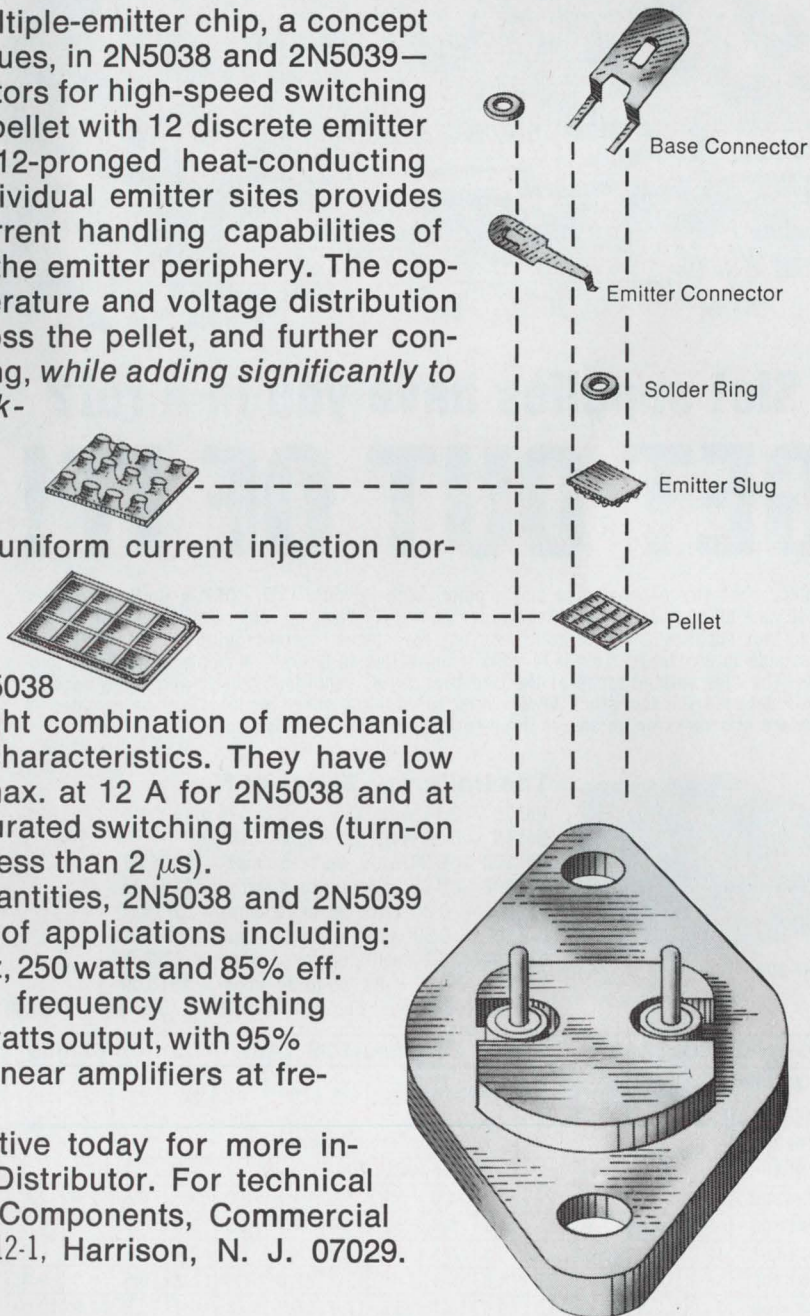 ltiple-emitter chip, a concept
ues, in 2N5038 and 2N5039—
tors for high-speed switching
pellet with 12 discrete emitter
12-pronged heat-conducting
ividual emitter sites provides
rrent handling capabilities of
the emitter periphery. The cop-
erature and voltage distribution
oss the pellet, and further con-
ng, while adding significantly to
k-
uniform current injection nor-
5038
ht combination of mechanical
characteristics. They have low
max. at 12 A for 2N5038 and at
urated switching times (turn-on
less than 2 μs).
antities, 2N5038 and 2N5039
of applications including:
, 250 watts and 85% eff.
frequency switching
atts output, with 95%
near amplifiers at fre-
tive today for more in-
Distributor. For technical
Components, Commercial
12-1, Harrison, N. J. 07029.
Base Connector
Emitter Connector
Solder Ring
Emitter Slug
Pellet